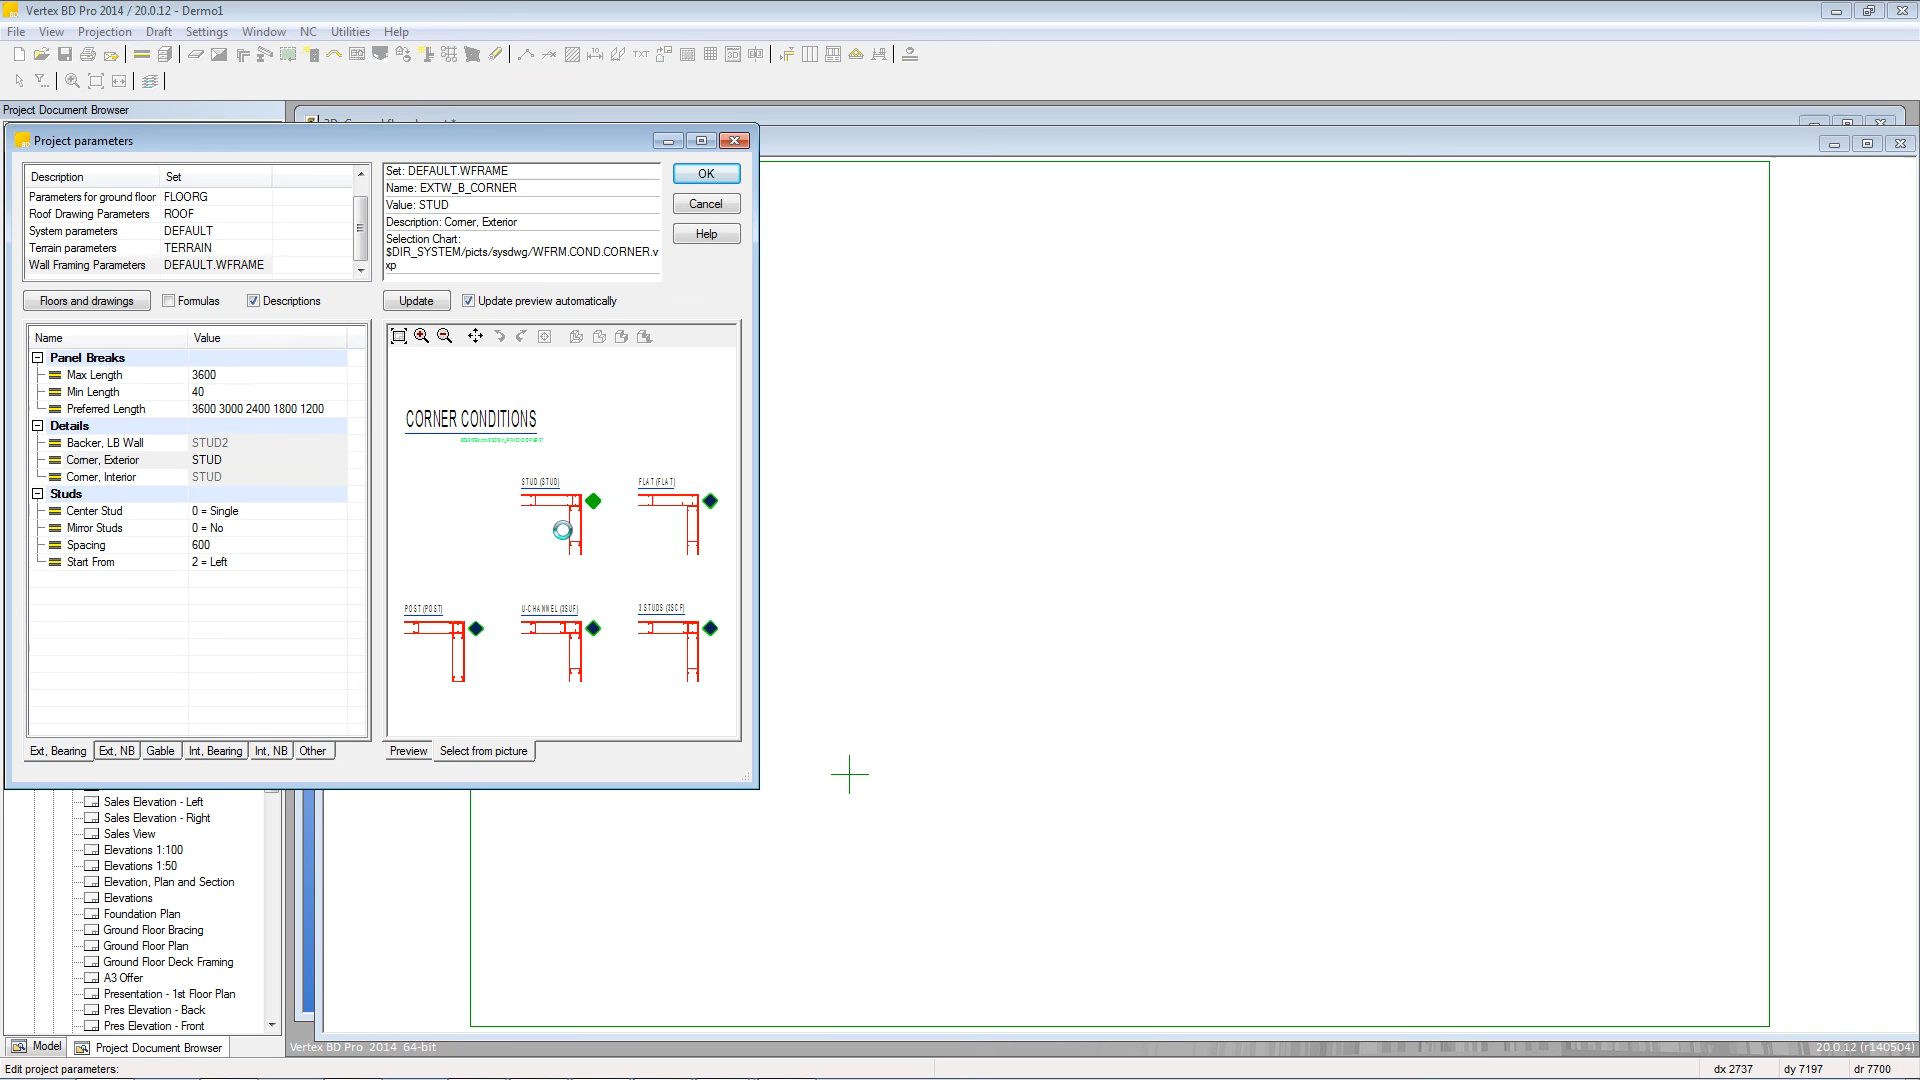 Vertex BD Pro 2014 / 20.0.12 - Dermo1
File View Projection Draft Settings Window NC Utilities Help
Project Document Browser
Project parameters
Description Set
Parameters for ground floor FLOORG
Roof Drawing Parameters ROOF
System parameters DEFAULT
Terrain parameters TERRAIN
Wall Framing Parameters DEFAULT.WFRAME
Set: DEFAULT.WFRAME
Name: EXTW_B_CORNER
Value: STUD
Description: Corner, Exterior
Selection Chart:
$DIR_SYSTEM/picts/sysdwg/WFRM.COND.CORNER.v
xp
OK
Cancel
Help
Floors and drawings Formulas Descriptions
Update Update preview automatically
Name Value
Panel Breaks
Max Length 3600
Min Length 40
Preferred Length 3600 3000 2400 1800 1200
Details
Backer, LB Wall STUD2
Corner, Exterior STUD
Corner, Interior STUD
Studs
Center Stud 0 = Single
Mirror Studs 0 = No
Spacing 600
Start From 2 = Left
CORNER CONDITIONS
STUD (STUD) FLAT (FLAT)
POST (POST) U-CHANNEL (3SUF) 3 STUDS (3SCF)
Ext, Bearing Ext, NB Gable Int, Bearing Int, NB Other
Preview Select from picture
Sales Elevation - Left
Sales Elevation - Right
Sales View
Elevations 1:100
Elevations 1:50
Elevation, Plan and Section
Elevations
Foundation Plan
Ground Floor Bracing
Ground Floor Plan
Ground Floor Deck Framing
A3 Offer
Presentation - 1st Floor Plan
Pres Elevation - Back
Pres Elevation - Front
Model Project Document Browser
Vertex BD Pro 2014 64-bit
20.0.12 (r140504)
Edit project parameters:
dx 2737 dy 7197 dr 7700